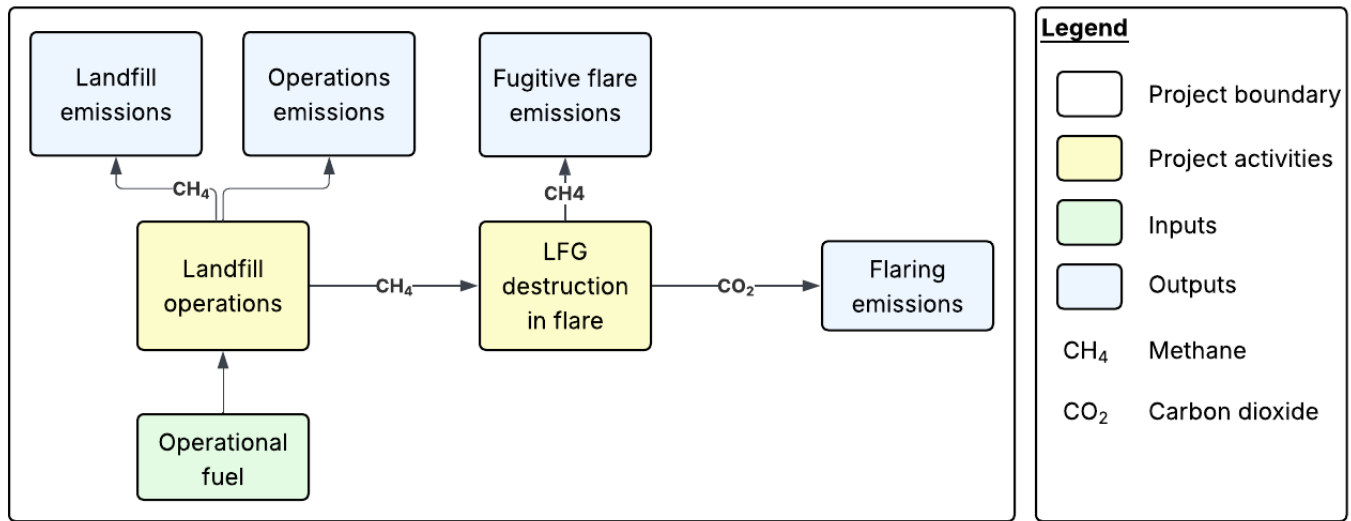 Landfill
emissions
Operations
emissions
Fugitive flare
emissions
CH₄
CH4
Landfill
operations
CH₄
LFG
destruction
in flare
CO₂
Flaring
emissions
Operational
fuel
Legend
Project boundary
Project activities
Inputs
Outputs
CH₄ Methane
CO₂ Carbon dioxide